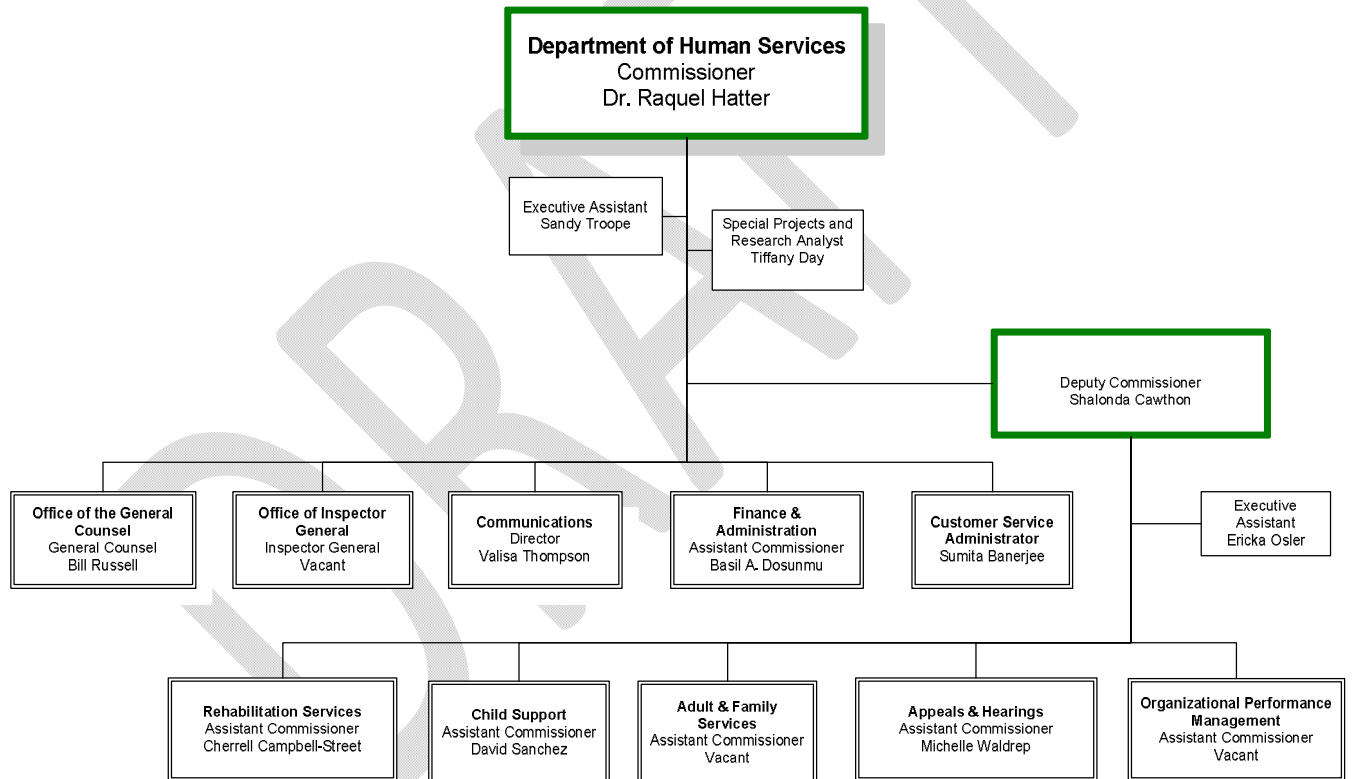 Department of Human Services
Commissioner
Dr. Raquel Hatter
Executive Assistant
Sandy Troope
Special Projects and
Research Analyst
Tiffany Day
Deputy Commissioner
Shalonda Cawthon
Office of the General
Counsel
General Counsel
Bill Russell
Office of Inspector
General
Inspector General
Vacant
Communications
Director
Valisa Thompson
Finance &
Administration
Assistant Commissioner
Basil A. Dosunmu
Customer Service
Administrator
Sumita Banerjee
Executive
Assistant
Ericka Osler
Rehabilitation Services
Assistant Commissioner
Cherrell Campbell-Street
Child Support
Assistant Commissioner
David Sanchez
Adult & Family
Services
Assistant Commissioner
Vacant
Appeals & Hearings
Assistant Commissioner
Michelle Waldrep
Organizational Performance
Management
Assistant Commissioner
Vacant
DRAFT